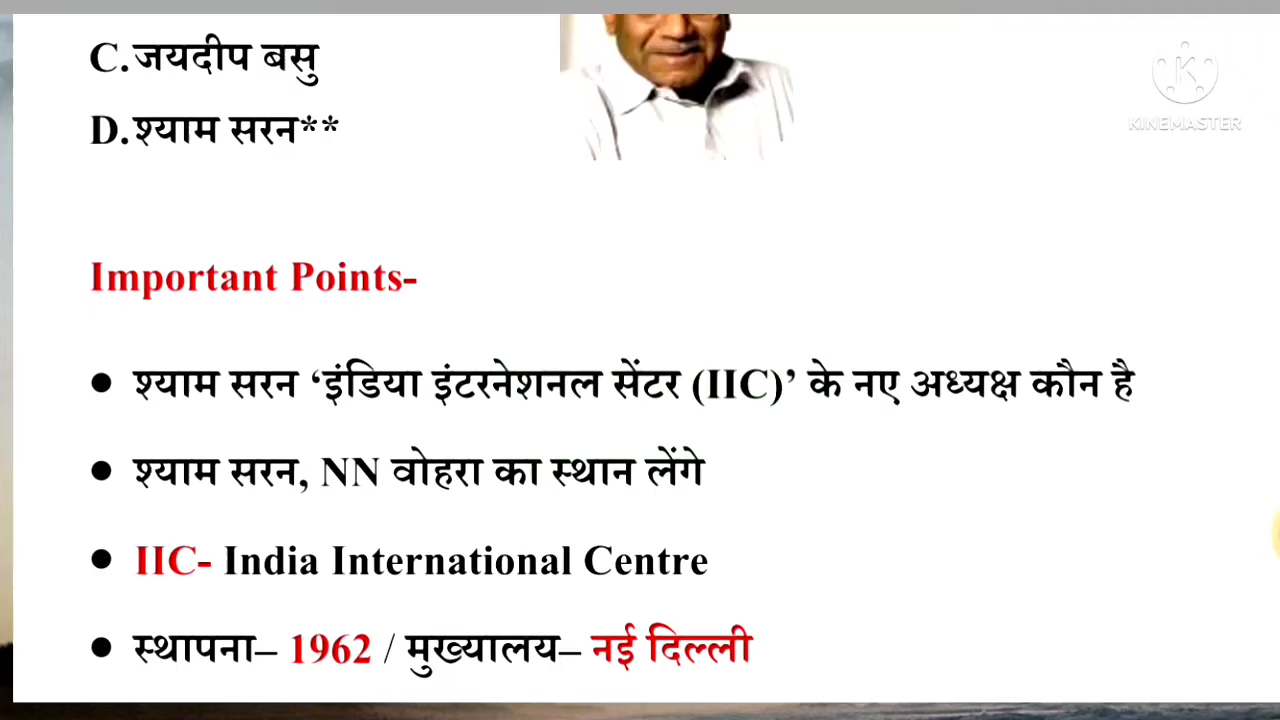 C.जयदीप बसु
KINEMASTER
D.श्याम सरन**
Important Points-
● श्याम सरन ‘इंडिया इंटरनेशनल सेंटर (IIC)’ के नए अध्यक्ष कौन है
● श्याम सरन, NN वोहरा का स्थान लेंगे
● IIC- India International Centre
● स्थापना– 1962 / मुख्यालय– नई दिल्ली